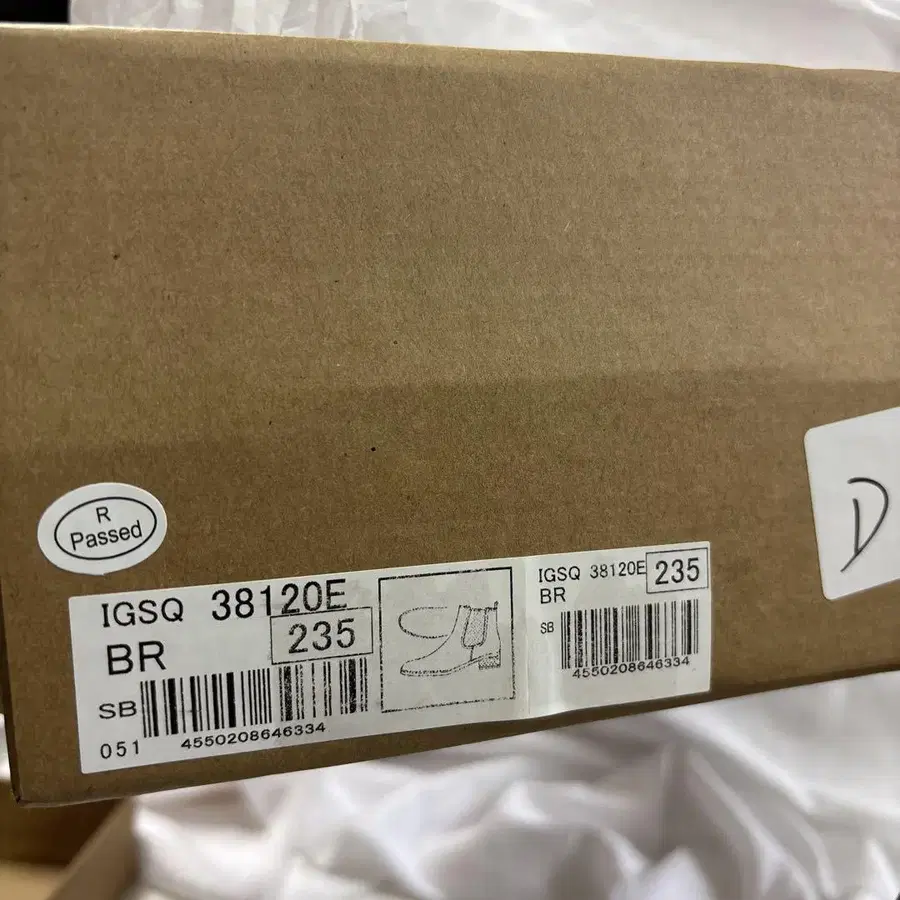 R
Passed
IGSQ 38120E
BR 235
SB
051 4550208646334
IGSQ 38120E 235
BR
SB
4550208646334
D